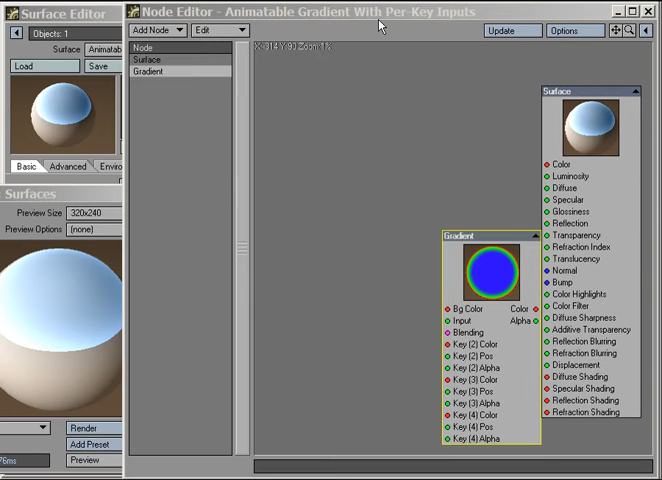 Surface Editor
Objects: 1
Surface
Animatab
Load
Save
Basic
Advanced
Enviro
Surfaces
Preview Size
320x240
Preview Options
(none)
Render
Add Preset
76ms
Preview
Node Editor - Animatable Gradient With Per-Key Inputs
Add Node
Edit
Update
Options
Node
Surface
Gradient
Surface
Color
Luminosity
Diffuse
Specular
Glossiness
Reflection
Transparency
Refraction Index
Translucency
Normal
Bump
Color Highlights
Color Filter
Diffuse Sharpness
Additive Transparency
Reflection Blurring
Refraction Blurring
Displacement
Diffuse Shading
Specular Shading
Reflection Shading
Refraction Shading
Gradient
Bg Color
Color
Input
Alpha
Blending
Key (2) Color
Key (2) Pos
Key (2) Alpha
Key (3) Color
Key (3) Pos
Key (3) Alpha
Key (4) Color
Key (4) Pos
Key (4) Alpha